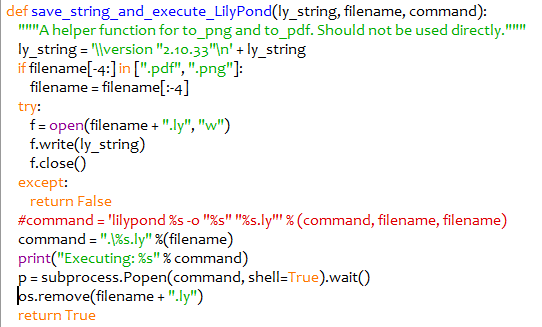 def save_string_and_execute_LilyPond(ly_string, filename, command):
    """"A helper function for to_png and to_pdf. Should not be used directly.""""
    ly_string = '\\version "2.10.33"\n' + ly_string
    if filename[-4:] in [".pdf", ".png"]:
        filename = filename[:-4]
    try:
        f = open(filename + ".ly", "w")
        f.write(ly_string)
        f.close()
    except:
        return False
    #command = 'lilypond %s -o "%s" "%s.ly"' % (command, filename, filename)
    command = ".\%s.ly" %(filename)
    print("Executing: %s" % command)
    p = subprocess.Popen(command, shell=True).wait()
    os.remove(filename + ".ly")
    return True